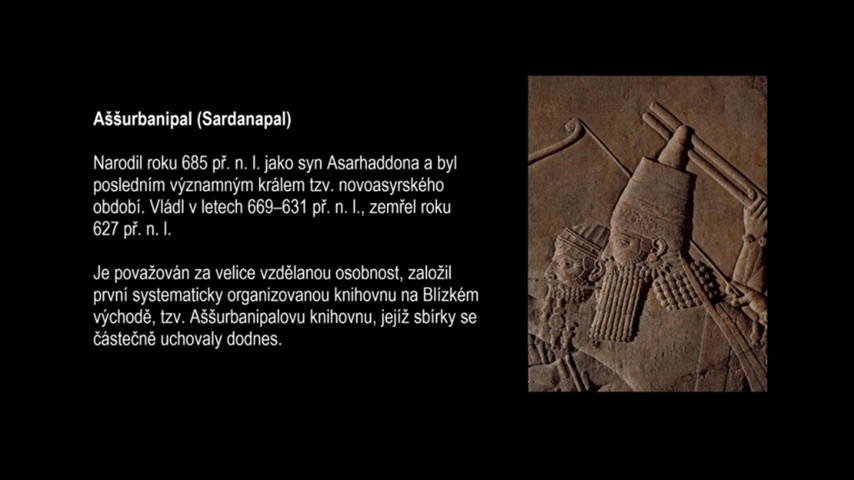 Aššurbanipal (Sardanapal)
Narodil roku 685 př. n. l. jako syn Asarhaddona a byl
posledním významným králem tzv. novoasyrského
období. Vládl v letech 669–631 př. n. l., zemřel roku
627 př. n. l.
Je považován za velice vzdělanou osobnost, založil
první systematicky organizovanou knihovnu na Blízkém
východě, tzv. Aššurbanipalovu knihovnu, jejíž sbírky se
částečně uchovaly dodnes.